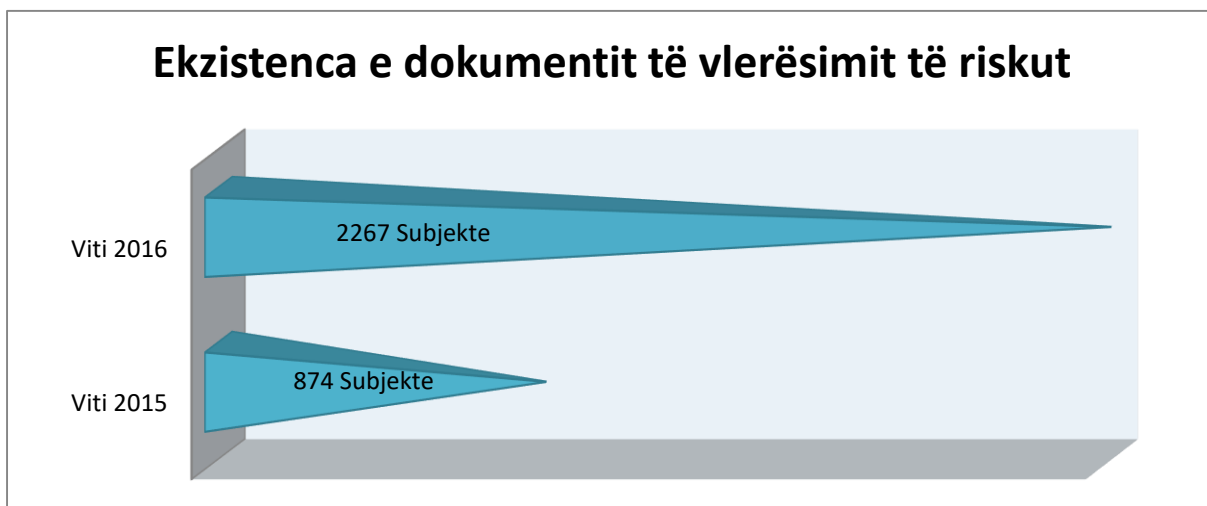 Ekzistenca e dokumentit të vlerësimit të riskut
Viti 2016
2267 Subjekte
Viti 2015
874 Subjekte